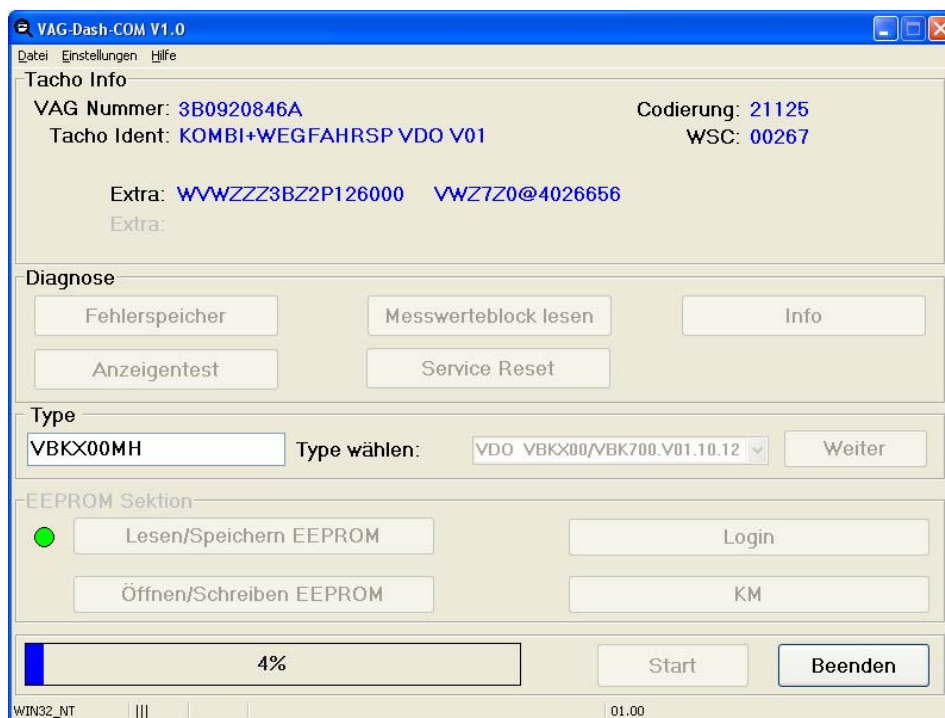 VAG-Dash-COM V1.0
Datei Einstellungen Hilfe
Tacho Info
VAG Nummer: 3B0920846A Codierung: 21125
Tacho Ident: KOMBI+WEGFAHRSP VDO V01 WSC: 00267
Extra: WVWZZZ3BZ2P126000 VWZ7Z0@4026656
Extra:
Diagnose
Fehlerspeicher Messwerteblock lesen Info
Anzeigentest Service Reset
Type
VBKX00MH Type wählen: VDO VBKX00/VBK700.V01.10.12 Weiter
EEPROM Sektion
Lesen/Speichern EEPROM Login
Öffnen/Schreiben EEPROM KM
4% Start Beenden
WIN32_NT ||| 01.00